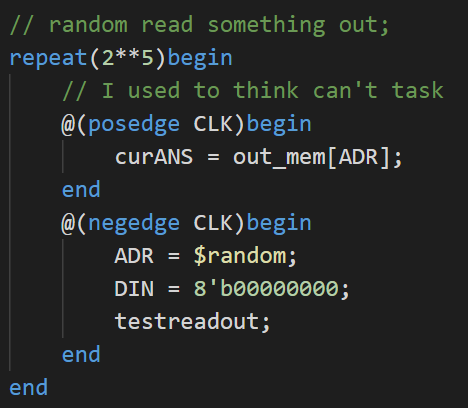 // random read something out;
repeat(2**5)begin
// I used to think can't task
@(posedge CLK)begin
curANS = out_mem[ADR];
end
@(negedge CLK)begin
ADR = $random;
DIN = 8'b00000000;
testreadout;
end
end